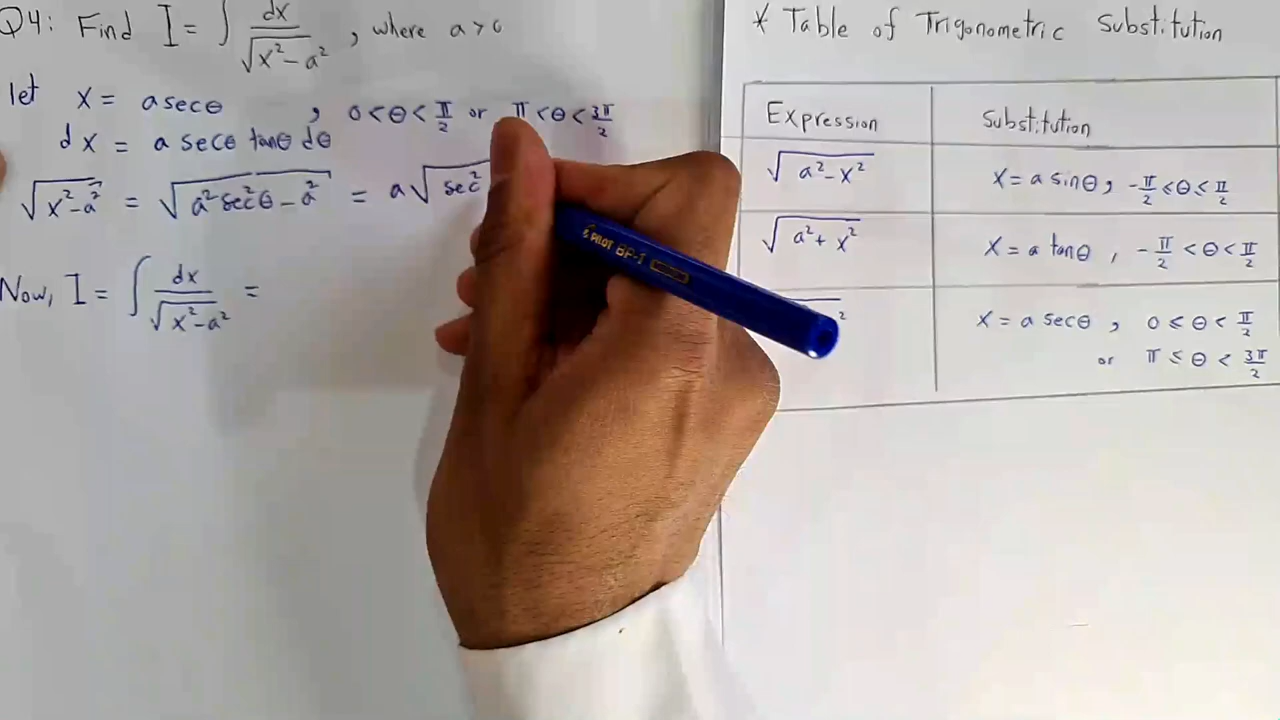 Q4: Find I = ∫ dx/√(x²-a²) , where a>0
let x = a secθ , 0<θ<π/2 or π<θ<3π/2
dx = a secθ tanθ dθ
√(x²-a²) = √(a²sec²θ-a²) = a√sec²
Now, I = ∫ dx/√(x²-a²) =
* Table of Trigonometric Substitution
Expression Substitution
√(a²-x²) x = a sinθ, -π/2<θ<π/2
√(a²+x²) x = a tanθ, -π/2<θ<π/2
x = a secθ, 0≤θ<π/2
or π≤θ<3π/2
PILOT BP-1